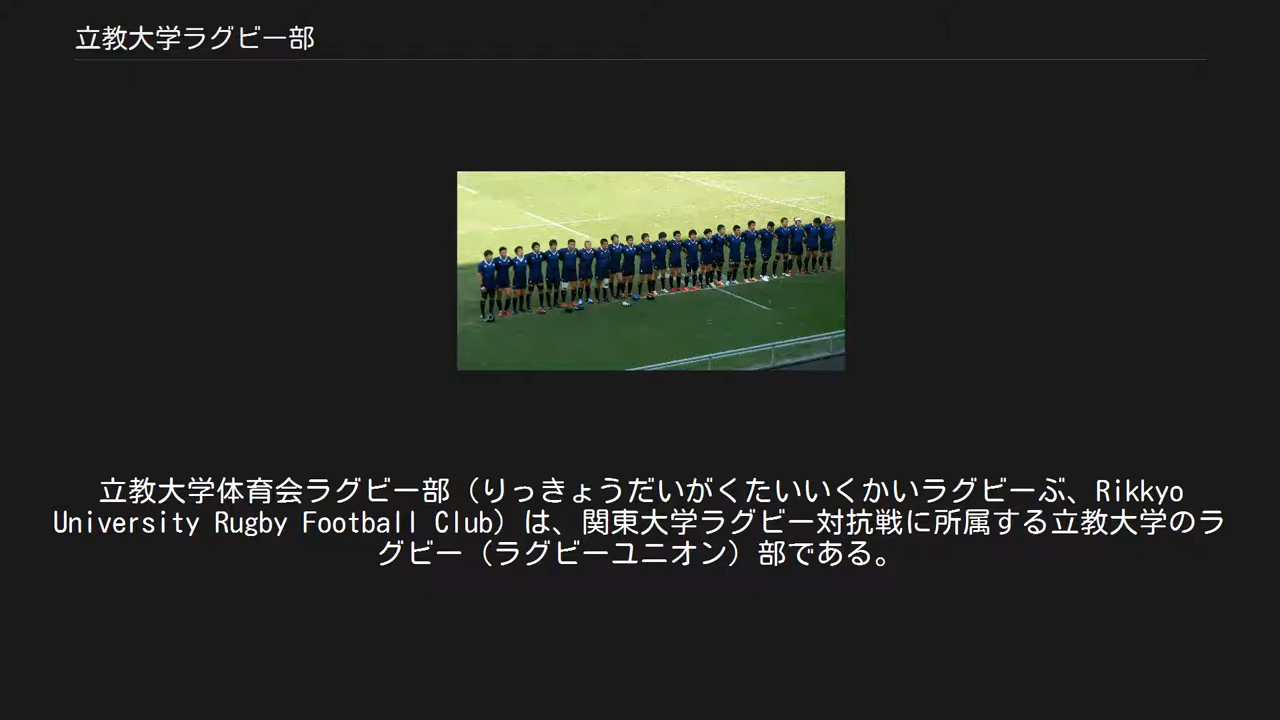 立教大学ラグビー部
立教大学体育会ラグビー部（りっきょうだいがくたいいくかいラグビーぶ、Rikkyo
University Rugby Football Club）は、関東大学ラグビー対抗戦に所属する立教大学のラ
グビー（ラグビーユニオン）部である。